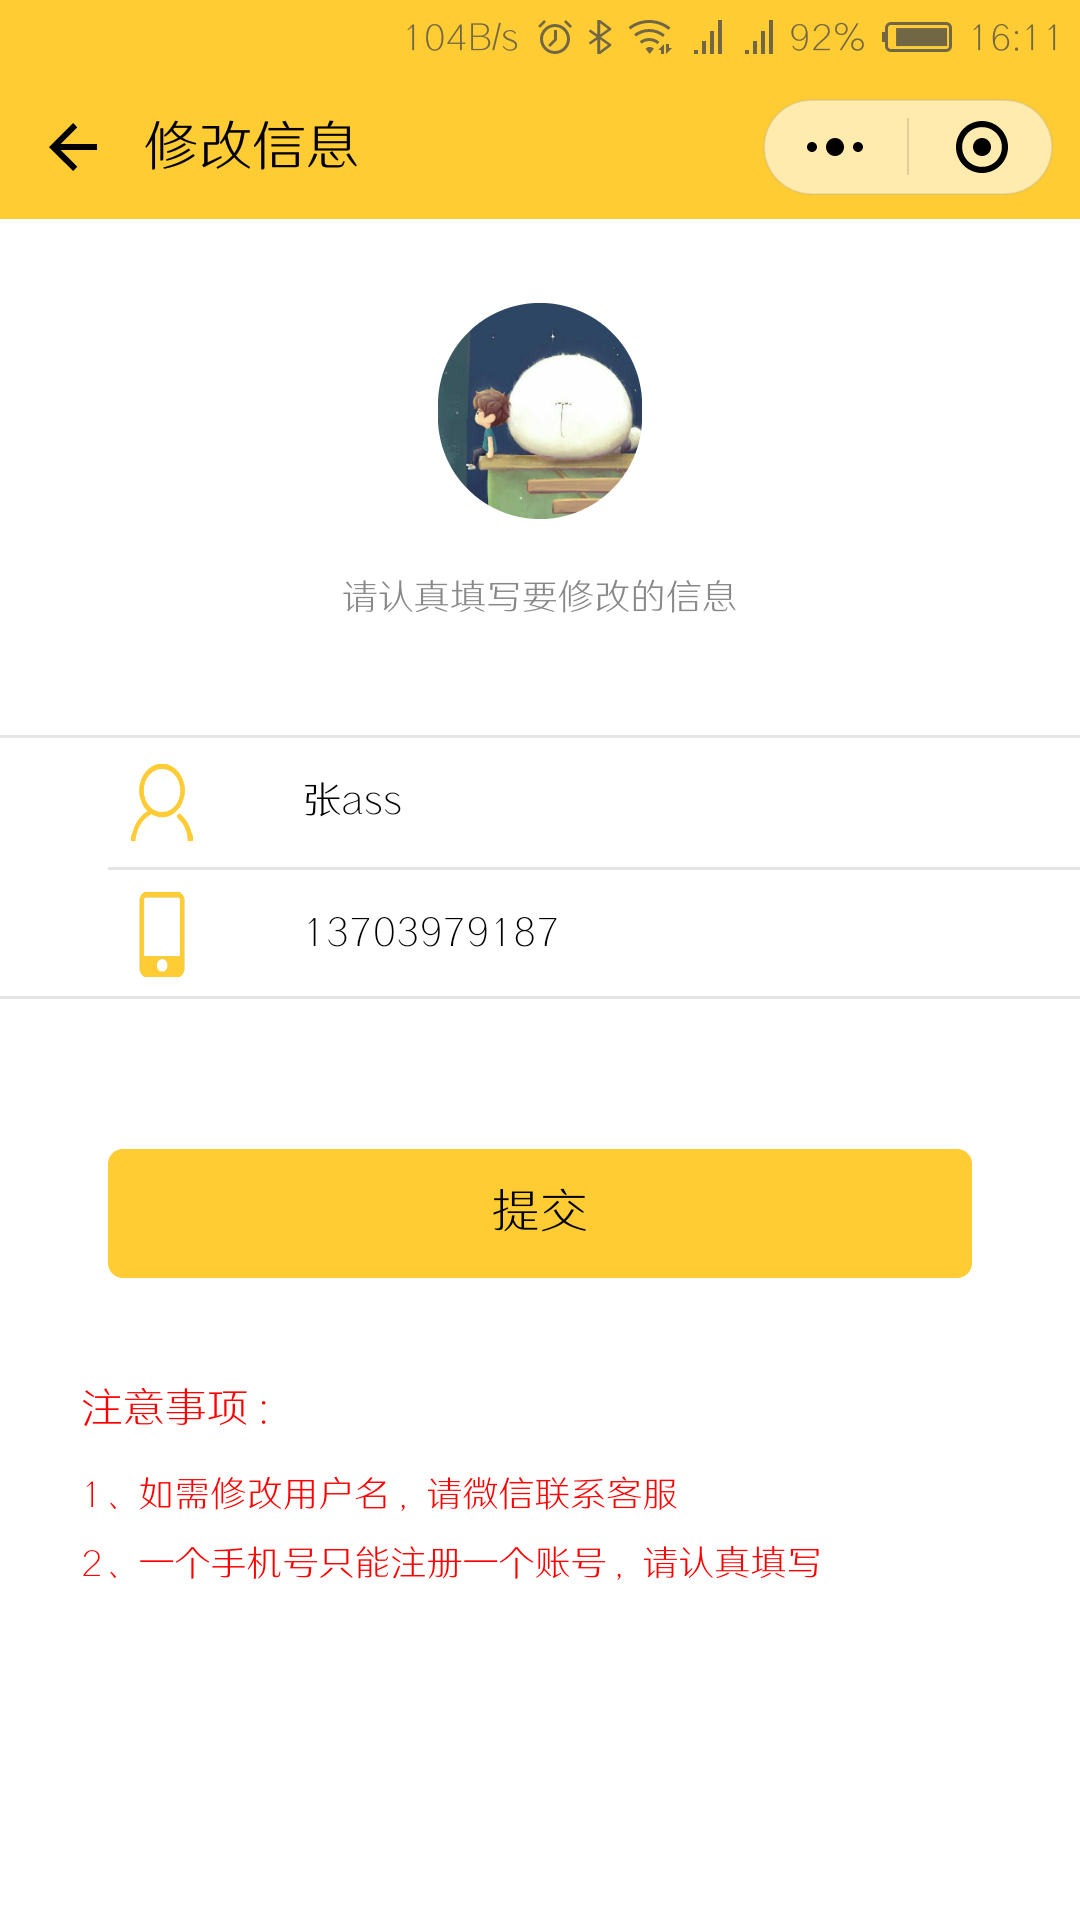 104B/s 92% 16:11
修改信息
请认真填写要修改的信息
张ass
13703979187
提交
注意事项：
1、如需修改用户名，请微信联系客服
2、一个手机号只能注册一个账号，请认真填写